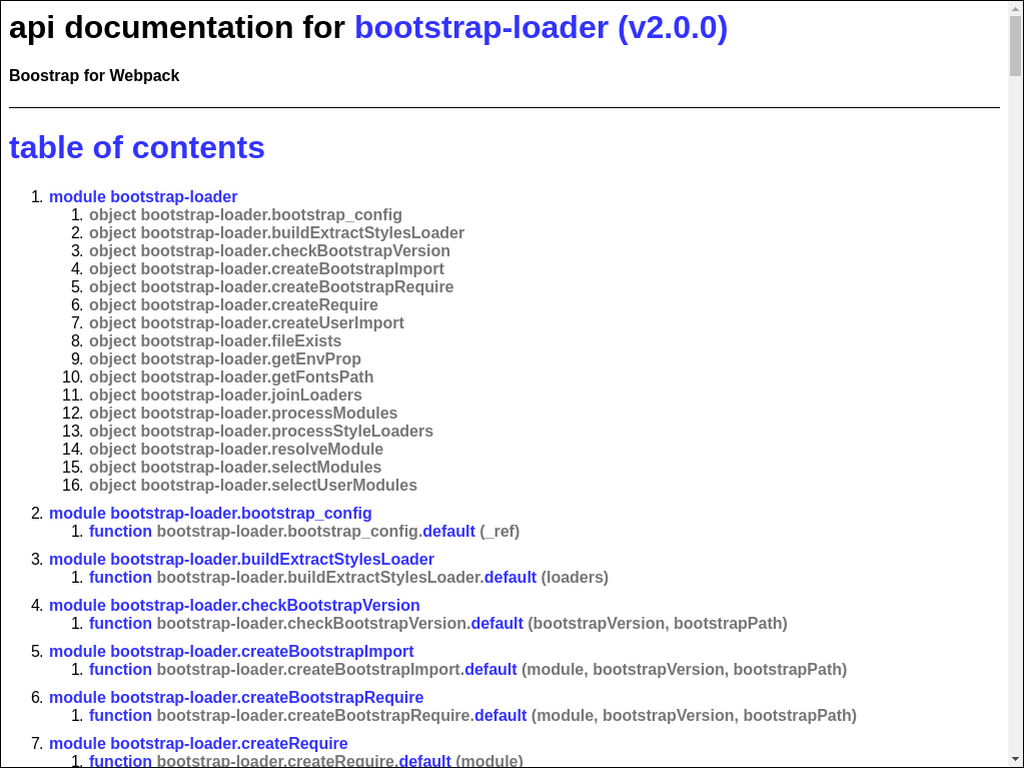 api documentation for bootstrap-loader (v2.0.0)
Boostrap for Webpack
table of contents
1. module bootstrap-loader
1. object bootstrap-loader.bootstrap_config
2. object bootstrap-loader.buildExtractStylesLoader
3. object bootstrap-loader.checkBootstrapVersion
4. object bootstrap-loader.createBootstrapImport
5. object bootstrap-loader.createBootstrapRequire
6. object bootstrap-loader.createRequire
7. object bootstrap-loader.createUserImport
8. object bootstrap-loader.fileExists
9. object bootstrap-loader.getEnvProp
10. object bootstrap-loader.getFontsPath
11. object bootstrap-loader.joinLoaders
12. object bootstrap-loader.processModules
13. object bootstrap-loader.processStyleLoaders
14. object bootstrap-loader.resolveModule
15. object bootstrap-loader.selectModules
16. object bootstrap-loader.selectUserModules
2. module bootstrap-loader.bootstrap_config
1. function bootstrap-loader.bootstrap_config.default (_ref)
3. module bootstrap-loader.buildExtractStylesLoader
1. function bootstrap-loader.buildExtractStylesLoader.default (loaders)
4. module bootstrap-loader.checkBootstrapVersion
1. function bootstrap-loader.checkBootstrapVersion.default (bootstrapVersion, bootstrapPath)
5. module bootstrap-loader.createBootstrapImport
1. function bootstrap-loader.createBootstrapImport.default (module, bootstrapVersion, bootstrapPath)
6. module bootstrap-loader.createBootstrapRequire
1. function bootstrap-loader.createBootstrapRequire.default (module, bootstrapVersion, bootstrapPath)
7. module bootstrap-loader.createRequire
1. function bootstrap-loader.createRequire.default (module)